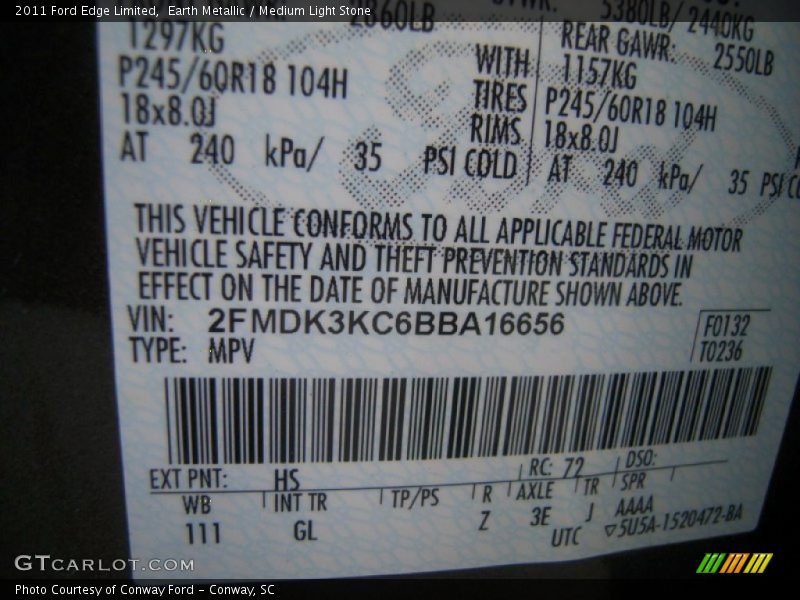 2011 Ford Edge Limited, Earth Metallic / Medium Light Stone
2660LB GVWR: 5380LB/ 2440KG
1297KG REAR GAWR: 2550LB
P245/60R18 104H WITH 1157KG
18x8.0J TIRES P245/60R18 104H
RIMS 18x8.0J
AT 240 kPa/ 35 PSI COLD AT 240 kPa/ 35 PSI
THIS VEHICLE CONFORMS TO ALL APPLICABLE FEDERAL MOTOR
VEHICLE SAFETY AND THEFT PREVENTION STANDARDS IN
EFFECT ON THE DATE OF MANUFACTURE SHOWN ABOVE.
VIN: 2FMDK3KC6BBA16656 F0132
TYPE: MPV T0236
EXT PNT: HS RC: 72 DSO:
WB INT TR TP/PS R AXLE TR SPR
111 GL Z 3E J AAAA
UTC ▽5U5A-1520472-BA
GTCARLOT.COM
Photo Courtesy of Conway Ford – Conway, SC